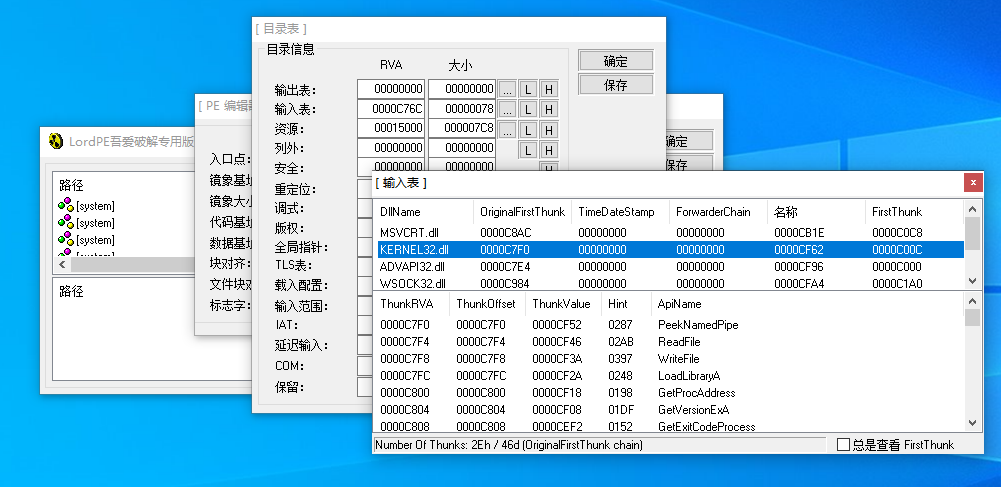 [ 目录表 ]
目录信息
RVA 大小
输出表: 00000000 00000000 ... L H
输入表: 0000C76C 00000078 ... L H
资源: 00015000 000007C8 ... L H
列外: 00000000 00000000 L H
安全: 00000000 00000000 H
重定位:
调式:
版权:
全局指针:
TLS表:
载入配置:
输入范围:
IAT:
延迟输入:
COM:
保留:
确定
保存
[ PE 编辑
入口点:
镜像基址
镜像大小
代码基址
数据基址
块对齐:
文件块对
标志字:
确定
保存
LordPE吾爱破解专用版
路径
[system]
[system]
[system]
路径
[ 输入表 ]
DllName OriginalFirstThunk TimeDateStamp ForwarderChain 名称 FirstThunk
MSVCRT.dll 0000C8AC 00000000 00000000 0000CB1E 0000C0C8
KERNEL32.dll 0000C7F0 00000000 00000000 0000CF62 0000C00C
ADVAPI32.dll 0000C7E4 00000000 00000000 0000CF96 0000C000
WSOCK32.dll 0000C984 00000000 00000000 0000CFA4 0000C1A0
ThunkRVA ThunkOffset ThunkValue Hint ApiName
0000C7F0 0000C7F0 0000CF52 0287 PeekNamedPipe
0000C7F4 0000C7F4 0000CF46 02AB ReadFile
0000C7F8 0000C7F8 0000CF3A 0397 WriteFile
0000C7FC 0000C7FC 0000CF2A 0248 LoadLibraryA
0000C800 0000C800 0000CF18 0198 GetProcAddress
0000C804 0000C804 0000CF08 01DF GetVersionExA
0000C808 0000C808 0000CEF2 0152 GetExitCodeProcess
Number Of Thunks: 2Eh / 46d (OriginalFirstThunk chain)
总是查看 FirstThunk